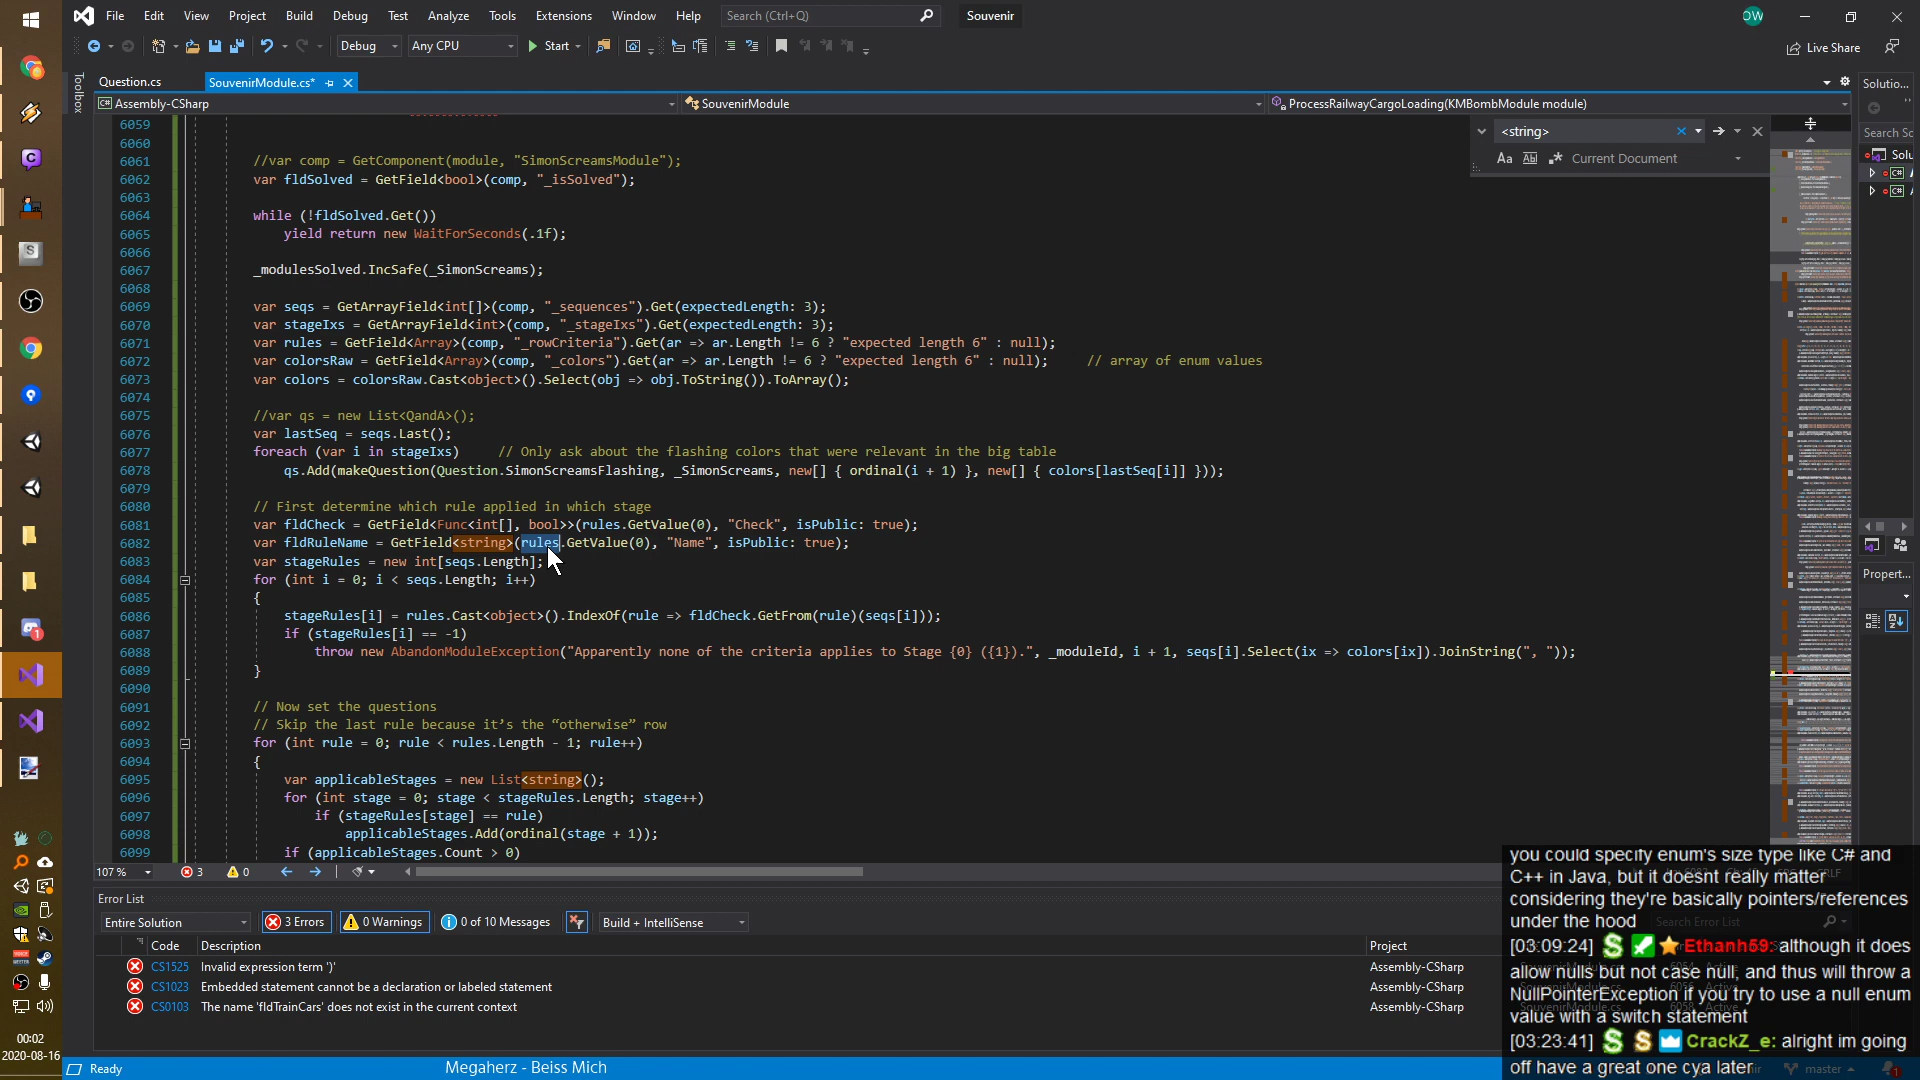 File Edit View Project Build Debug Test Analyze Tools Extensions Window Help Search (Ctrl+Q) Souvenir OW
Debug Any CPU Start Live Share
Toolbox
Question.cs SouvenirModule.cs* Solutio...
C# Assembly-CSharp SouvenirModule ProcessRailwayCargoLoading(KMBombModule module)
<string>
Aa Ab Current Document
Search Sc
Solu
6059
6060
6061 //var comp = GetComponent(module, "SimonScreamsModule");
6062 var fldSolved = GetField<bool>(comp, "_isSolved");
6063
6064 while (!fldSolved.Get())
6065 yield return new WaitForSeconds(.1f);
6066
6067 _modulesSolved.IncSafe(_SimonScreams);
6068
6069 var seqs = GetArrayField<int[]>(comp, "_sequences").Get(expectedLength: 3);
6070 var stageIxs = GetArrayField<int>(comp, "_stageIxs").Get(expectedLength: 3);
6071 var rules = GetField<Array>(comp, "_rowCriteria").Get(ar => ar.Length != 6 ? "expected length 6" : null);
6072 var colorsRaw = GetField<Array>(comp, "_colors").Get(ar => ar.Length != 6 ? "expected length 6" : null); // array of enum values
6073 var colors = colorsRaw.Cast<object>().Select(obj => obj.ToString()).ToArray();
6074
6075 //var qs = new List<QandA>();
6076 var lastSeq = seqs.Last();
6077 foreach (var i in stageIxs) // Only ask about the flashing colors that were relevant in the big table
6078 qs.Add(makeQuestion(Question.SimonScreamsFlashing, _SimonScreams, new[] { ordinal(i + 1) }, new[] { colors[lastSeq[i]] }));
6079
6080 // First determine which rule applied in which stage
6081 var fldCheck = GetField<Func<int[], bool>>(rules.GetValue(0), "Check", isPublic: true);
6082 var fldRuleName = GetField<string>(rules.GetValue(0), "Name", isPublic: true);
6083 var stageRules = new int[seqs.Length];
6084 for (int i = 0; i < seqs.Length; i++)
6085 {
6086 stageRules[i] = rules.Cast<object>().IndexOf(rule => fldCheck.GetFrom(rule)(seqs[i]));
6087 if (stageRules[i] == -1)
6088 throw new AbandonModuleException("Apparently none of the criteria applies to Stage {0} ({1}).", _moduleId, i + 1, seqs[i].Select(ix => colors[ix]).JoinString(", "));
6089 }
6090
6091 // Now set the questions
6092 // Skip the last rule because it's the “otherwise” row
6093 for (int rule = 0; rule < rules.Length - 1; rule++)
6094 {
6095 var applicableStages = new List<string>();
6096 for (int stage = 0; stage < stageRules.Length; stage++)
6097 if (stageRules[stage] == rule)
6098 applicableStages.Add(ordinal(stage + 1));
6099 if (applicableStages.Count > 0)
Propert...
107 % 3 0
Error List
Entire Solution 3 Errors 0 Warnings 0 of 10 Messages Build + IntelliSense
Code Description Project
CS1525 Invalid expression term ')' Assembly-CSharp
CS1023 Embedded statement cannot be a declaration or labeled statement Assembly-CSharp
CS0103 The name 'fldTrainCars' does not exist in the current context Assembly-CSharp
you could specify enum's size type like C# and
C++ in Java, but it doesnt really matter
considering they're basically pointers/references
under the hood
[03:09:24] Ethanh59: although it does
allow nulls but not case null, and thus will throw a
NullPointerException if you try to use a null enum
value with a switch statement
[03:23:41] CrackZ_e: alright im going
off have a great one cya later
00:02
2020-08-16
Ready Megaherz - Beiss Mich master